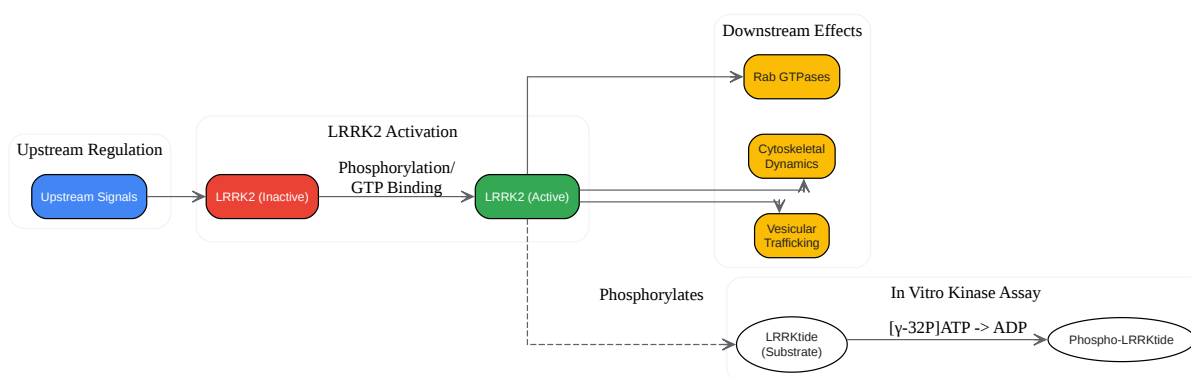 Upstream Regulation
Upstream Signals
LRRK2 Activation
LRRK2 (Inactive)
Phosphorylation/
GTP Binding
LRRK2 (Active)
Downstream Effects
Rab GTPases
Cytoskeletal
Dynamics
Vesicular
Trafficking
Phosphorylates
In Vitro Kinase Assay
LRRKtide
(Substrate)
[γ-32P]ATP -> ADP
Phospho-LRRKtide